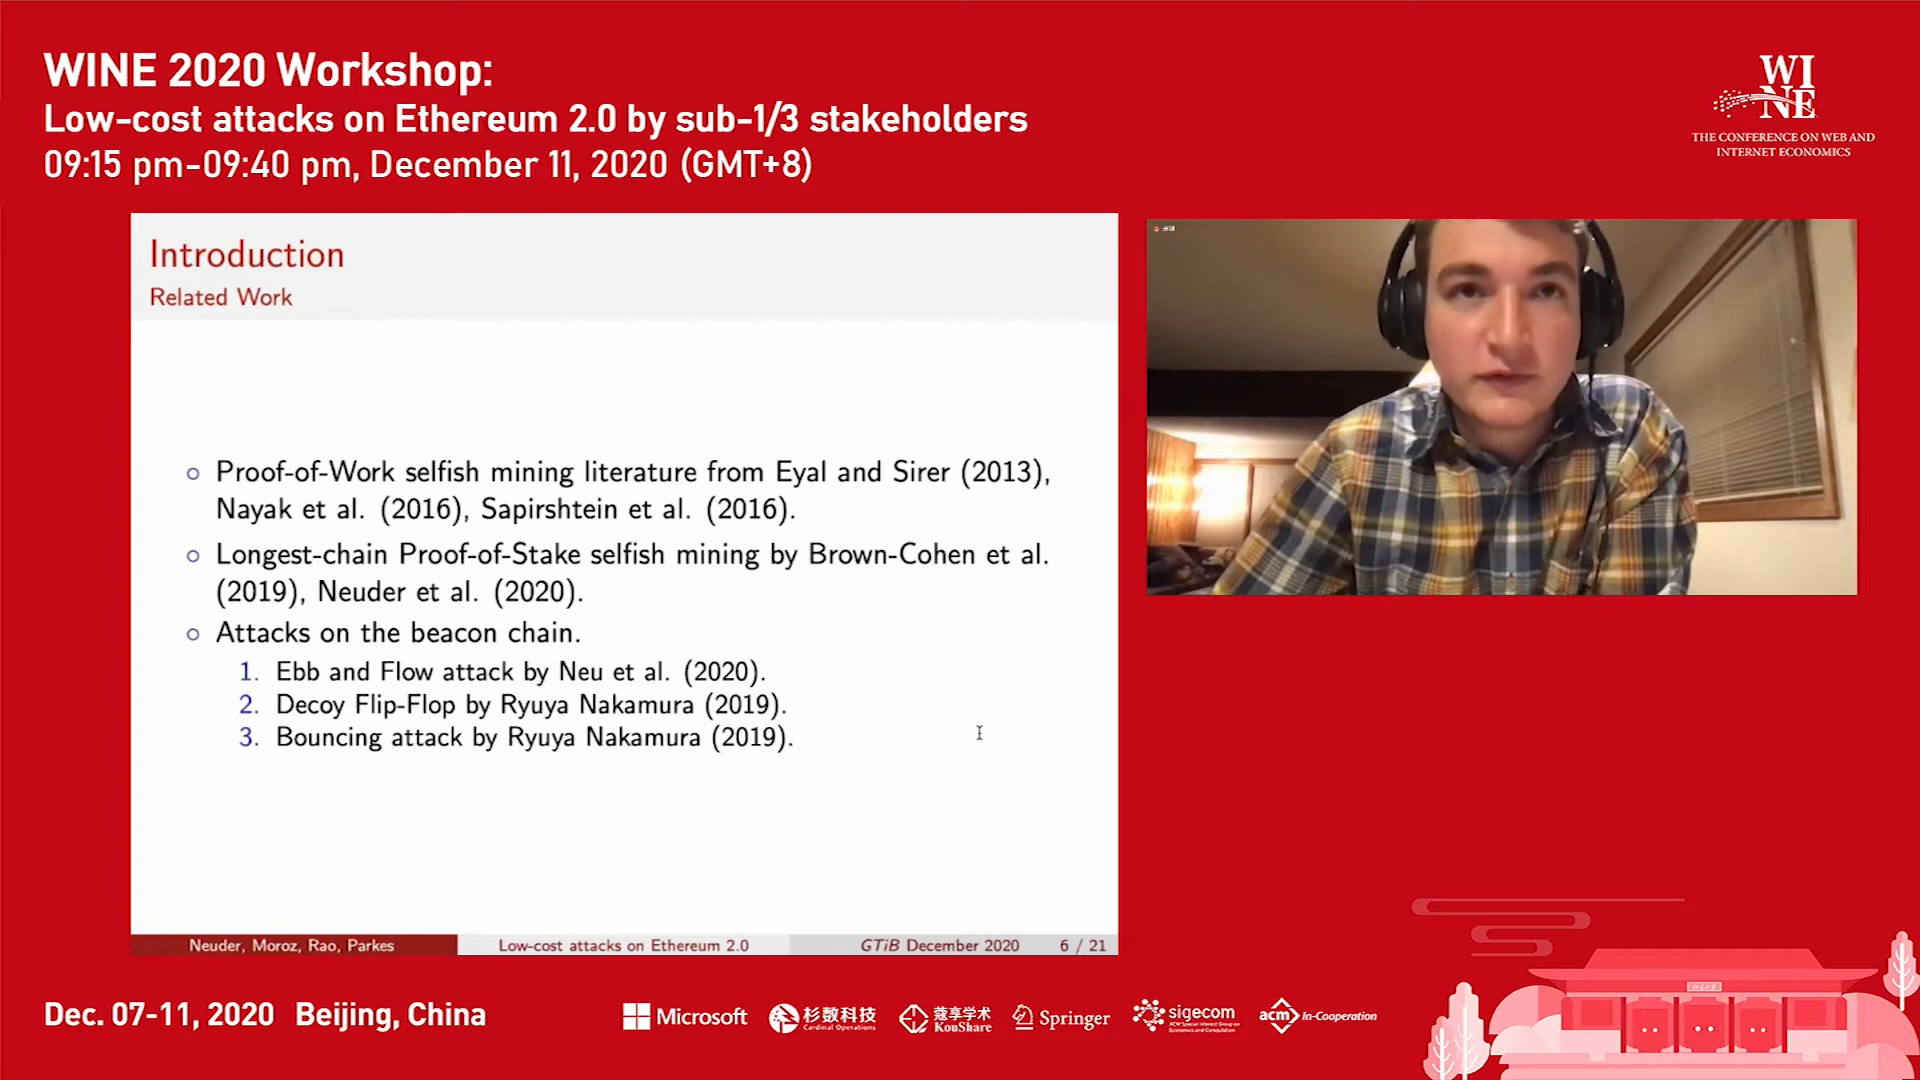 WINE 2020 Workshop:
Low-cost attacks on Ethereum 2.0 by sub-1/3 stakeholders
09:15 pm-09:40 pm, December 11, 2020 (GMT+8)
WI
NE
THE CONFERENCE ON WEB AND
INTERNET ECONOMICS
Introduction
Related Work
Proof-of-Work selfish mining literature from Eyal and Sirer (2013),
Nayak et al. (2016), Sapirshtein et al. (2016).
Longest-chain Proof-of-Stake selfish mining by Brown-Cohen et al.
(2019), Neuder et al. (2020).
Attacks on the beacon chain.
1. Ebb and Flow attack by Neu et al. (2020).
2. Decoy Flip-Flop by Ryuya Nakamura (2019).
3. Bouncing attack by Ryuya Nakamura (2019).
Neuder, Moroz, Rao, Parkes Low-cost attacks on Ethereum 2.0 GTiB December 2020 6 / 21
Dec. 07-11, 2020 Beijing, China
Microsoft
杉数科技
Cardinal Operations
蔻享学术
KouShare
Springer
sigecom
acm In-Cooperation